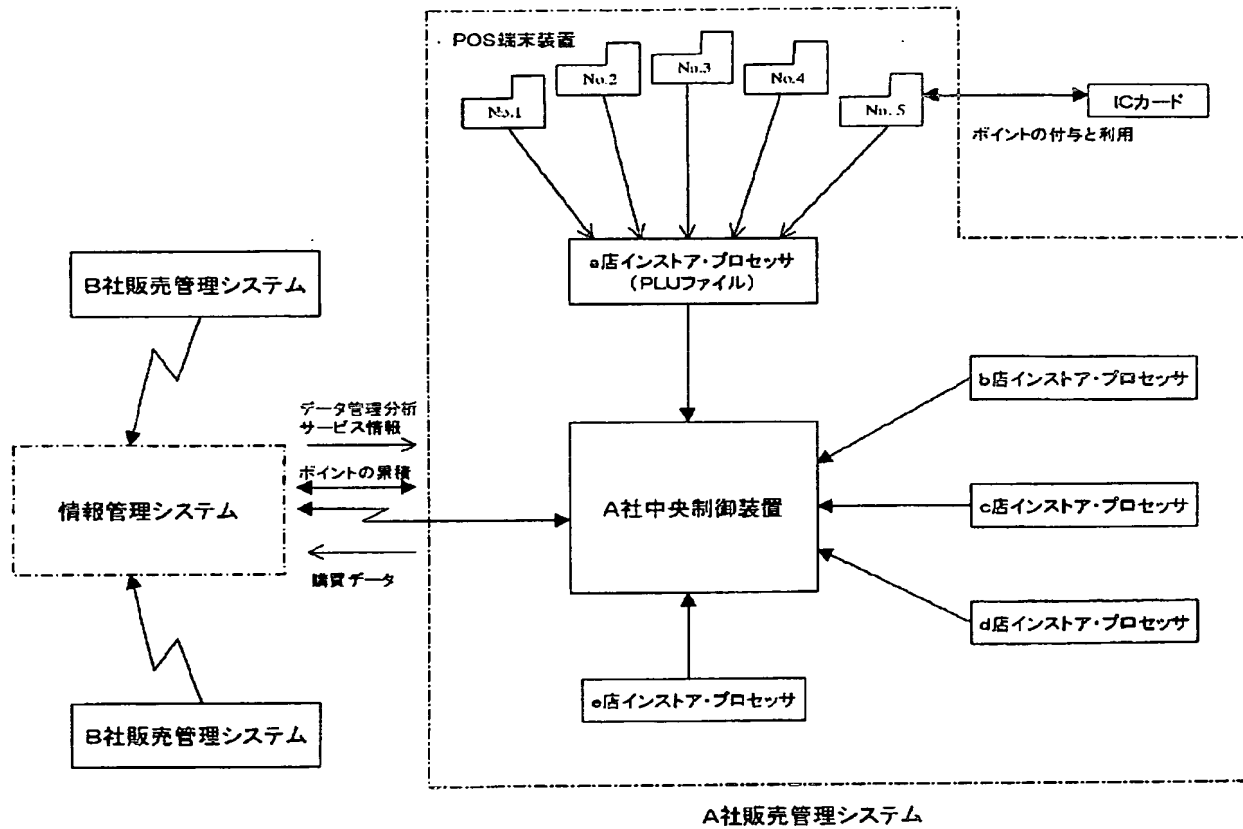 POS端末装置
No.1
No.2
No.3
No.4
No.5
ICカード
ポイントの付与と利用
a店インストア・プロセッサ
(PLUファイル)
B社販売管理システム
b店インストア・プロセッサ
データ管理分析
サービス情報
ポイントの累積
情報管理システム
A社中央制御装置
c店インストア・プロセッサ
購買データ
d店インストア・プロセッサ
e店インストア・プロセッサ
B社販売管理システム
A社販売管理システム